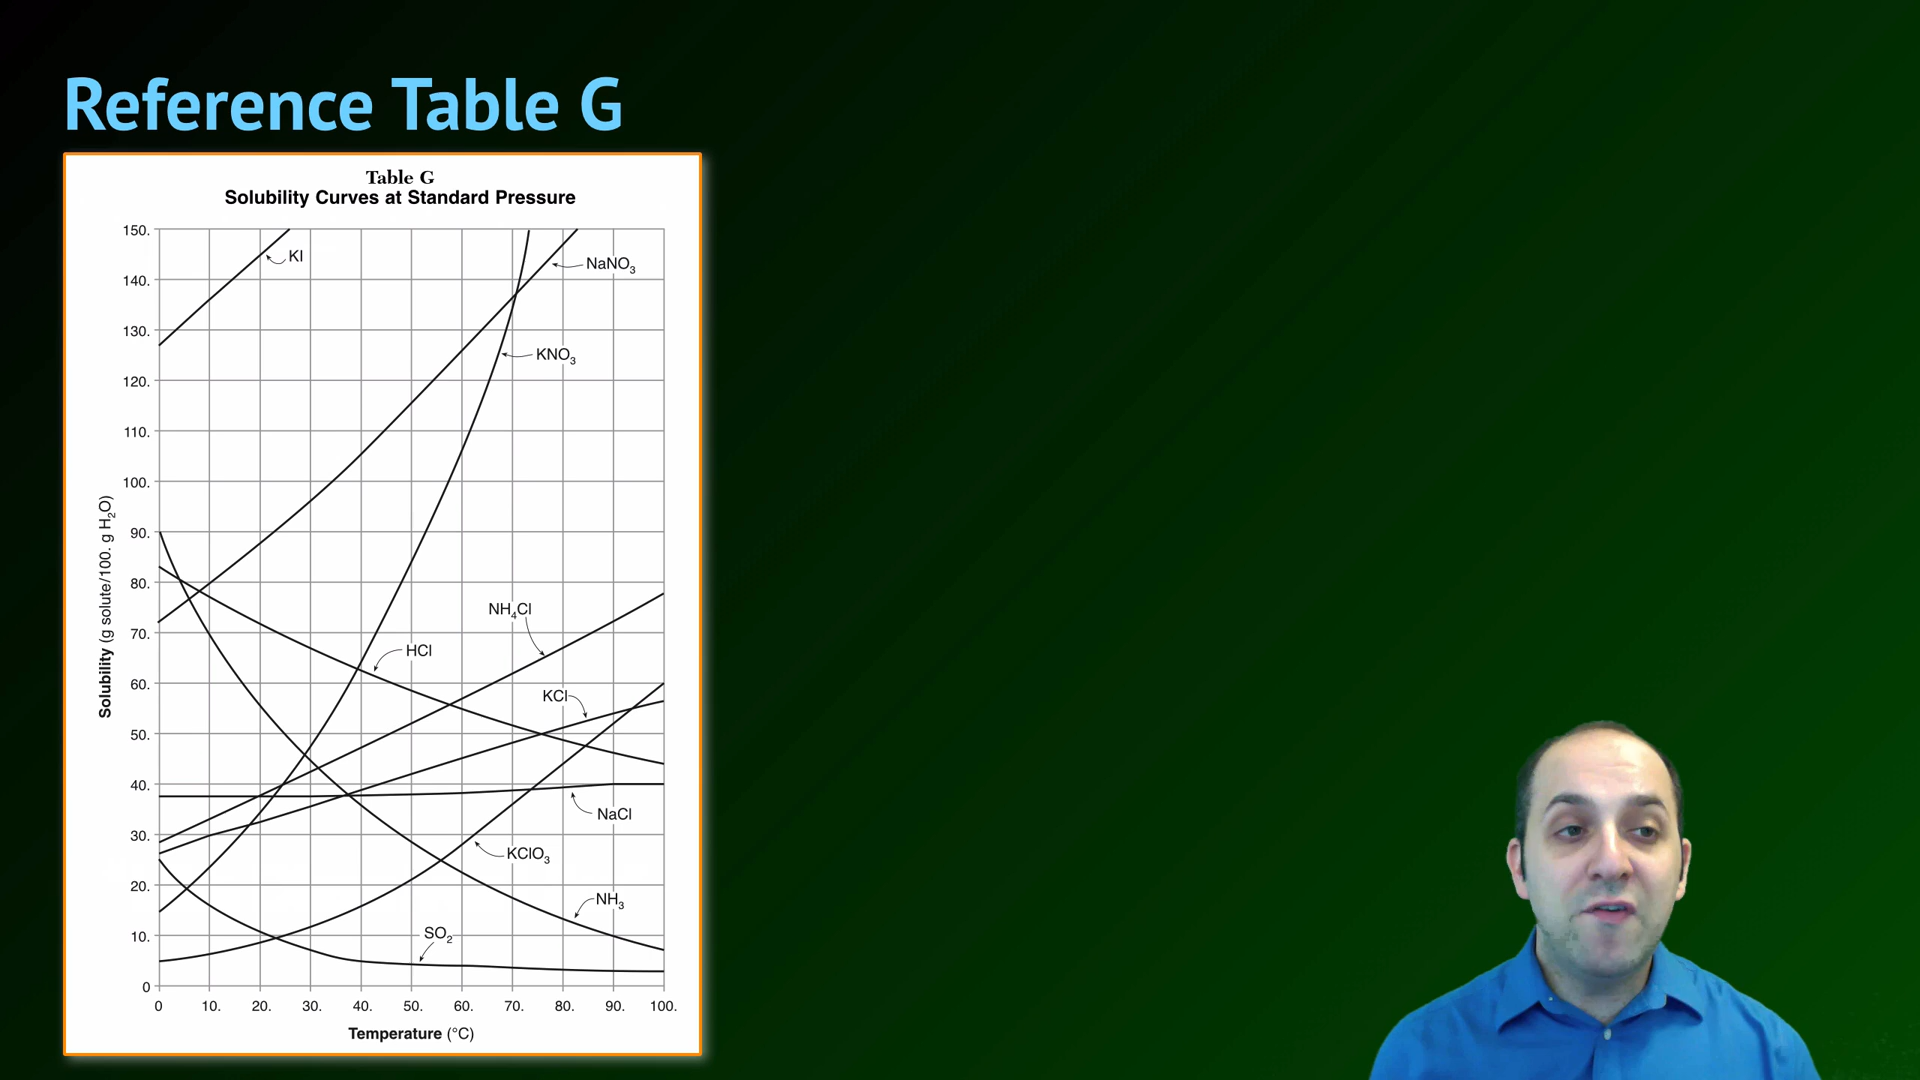 Reference Table G
Table G
Solubility Curves at Standard Pressure
150.
140.
130.
120.
110.
100.
90.
80.
70.
60.
50.
40.
30.
20.
10.
0
Solubility (g solute/100. g H₂O)
KI
NaNO₃
KNO₃
NH₄Cl
HCl
KCl
NaCl
KClO₃
NH₃
SO₂
0 10. 20. 30. 40. 50. 60. 70. 80. 90. 100.
Temperature (°C)